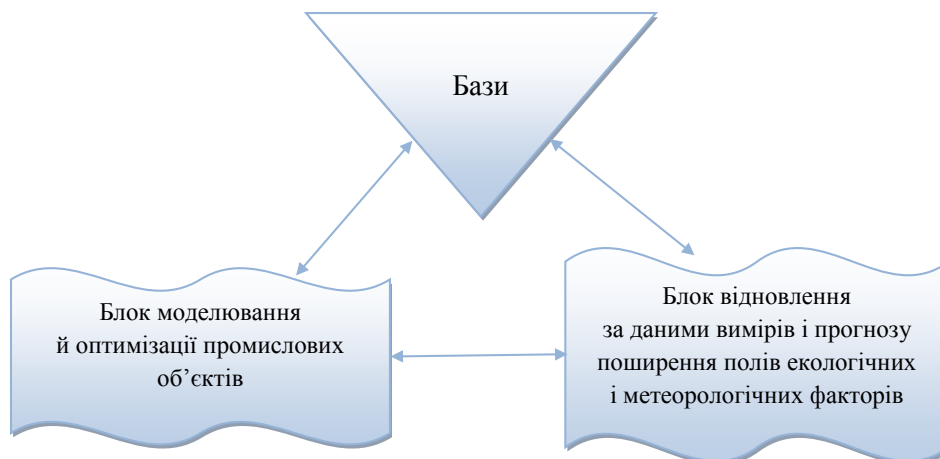 Бази
Блок моделювання
й оптимізації промислових
об’єктів
Блок відновлення
за даними вимірів і прогнозу
поширення полів екологічних
і метеорологічних факторів